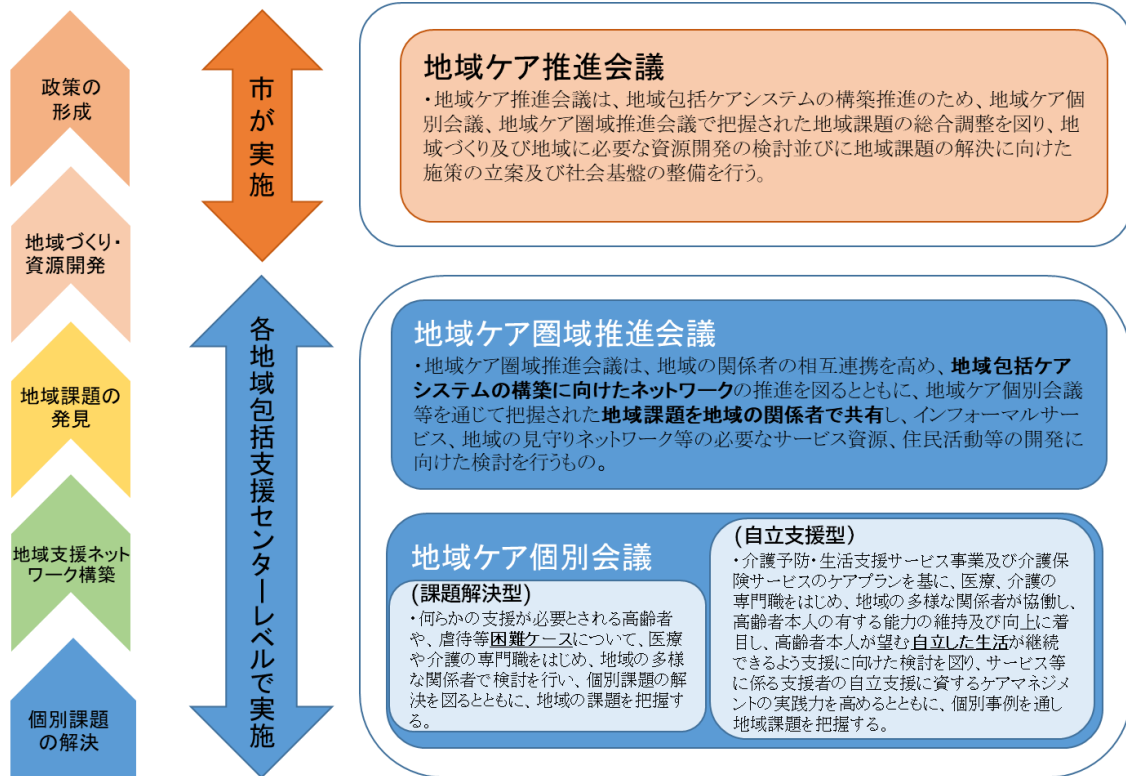 政策の
形成
地域づくり・
資源開発
地域課題の
発見
地域支援ネット
ワーク構築
個別課題
の解決
市が実施
各地域包括支援センターレベルで実施
地域ケア推進会議
・地域ケア推進会議は、地域包括ケアシステムの構築推進のため、地域ケア個
別会議、地域ケア圏域推進会議で把握された地域課題の総合調整を図り、地
域づくり及び地域に必要な資源開発の検討並びに地域課題の解決に向けた
施策の立案及び社会基盤の整備を行う。
地域ケア圏域推進会議
・地域ケア圏域推進会議は、地域の関係者の相互連携を高め、地域包括ケア
システムの構築に向けたネットワークの推進を図るとともに、地域ケア個別会議
等を通じて把握された地域課題を地域の関係者で共有し、インフォーマルサー
ビス、地域の見守りネットワーク等の必要なサービス資源、住民活動等の開発に
向けた検討を行うもの。
地域ケア個別会議
(課題解決型)
・何らかの支援が必要とされる高齢者
や、虐待等困難ケースについて、医療
や介護の専門職をはじめ、地域の多様
な関係者で検討を行い、個別課題の解
決を図るとともに、地域の課題を把握す
る。
(自立支援型)
・介護予防・生活支援サービス事業及び介護保
険サービスのケアプランを基に、医療、介護の
専門職をはじめ、地域の多様な関係者が協働し、
高齢者本人の有する能力の維持及び向上に着
目し、高齢者本人が望む自立した生活が継続
できるよう支援に向けた検討を図り、サービス等
に係る支援者の自立支援に資するケアマネジメ
ントの実践力を高めるとともに、個別事例を通し
地域課題を把握する。